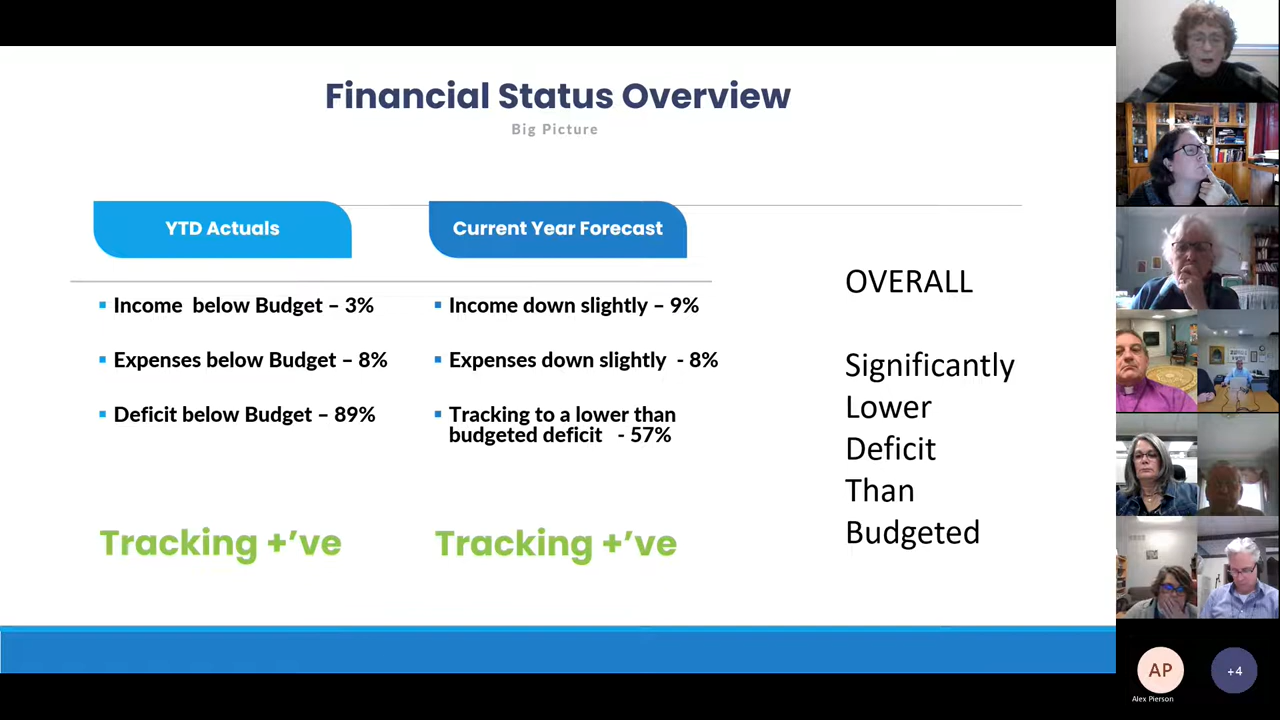 Financial Status Overview
Big Picture
YTD Actuals
Income  below Budget – 3%
Expenses below Budget – 8%
Deficit below Budget – 89%
Tracking +’ve
Current Year Forecast
Income down slightly – 9%
Expenses down slightly  - 8%
Tracking to a lower than
budgeted deficit   - 57%
Tracking +’ve
OVERALL
Significantly
Lower
Deficit
Than
Budgeted
AP
Alex Pierson
+4